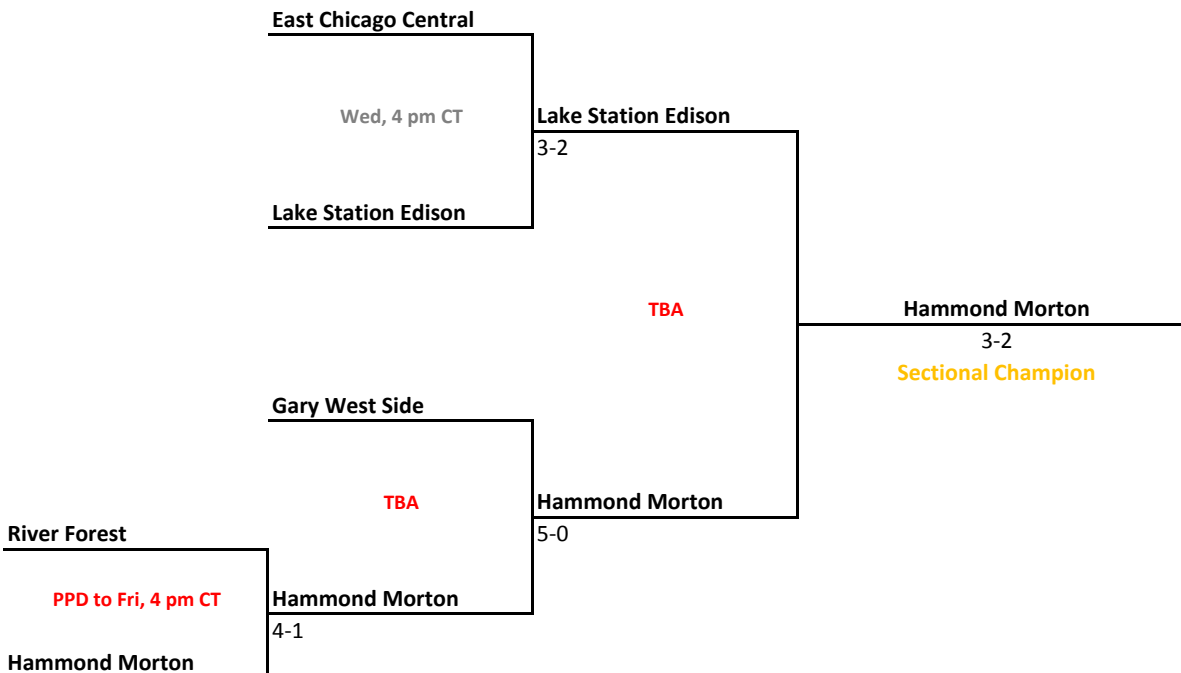 East Chicago Central
Wed, 4 pm CT
Lake Station Edison
3-2
Lake Station Edison
TBA
Hammond Morton
3-2
Sectional Champion
Gary West Side
TBA
Hammond Morton
5-0
River Forest
PPD to Fri, 4 pm CT
Hammond Morton
4-1
Hammond Morton